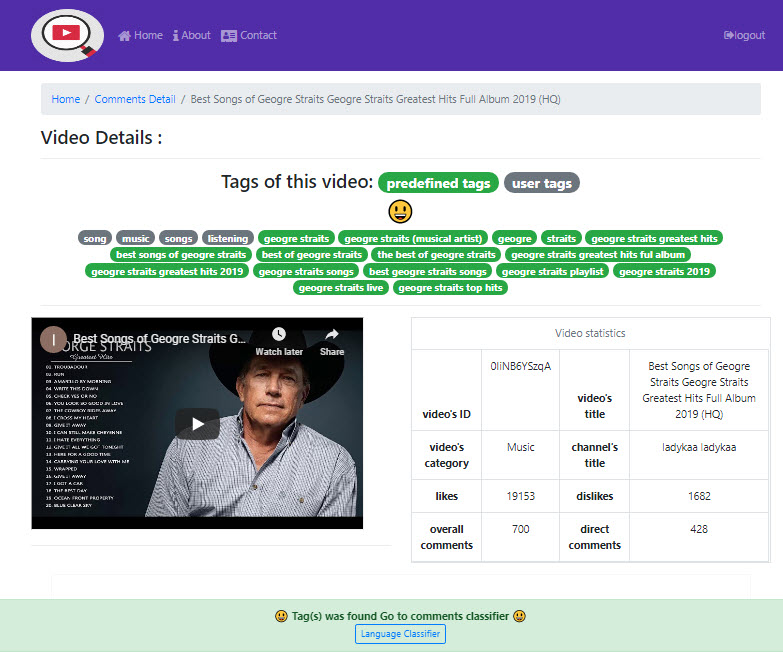 Home About Contact logout
Home / Comments Detail / Best Songs of Geogre Straits Geogre Straits Greatest Hits Full Album 2019 (HQ)
Video Details :
Tags of this video: predefined tags user tags
song music songs listening geogre straits geogre straits (musical artist) geogre straits geogre straits greatest hits
best songs of geogre straits best of geogre straits the best of geogre straits geogre straits greatest hits ful album
geogre straits greatest hits 2019 geogre straits songs best geogre straits songs geogre straits playlist geogre straits 2019
geogre straits live geogre straits top hits
I Best Songs of Geogre Straits G...
Watch later Share
ORGE STRAITS
Greatest Hits
01. TROUBADOUR
02. RUN
03. AMARILLO BY MORNING
04. WRITE THIS DOWN
05. CHECK YES OR NO
06. YOU LOOK SO GOOD IN LOVE
07. THE COWBOY RIDES AWAY
08. I CROSS MY HEART
09. GIVE IT AWAY
10. I CAN STILL MAKE CHEYENNE
11. I HATE EVERYTHING
12. GIVE IT ALL WE GOT TONIGHT
13. HERE FOR A GOOD TIME
14. CARRYING YOUR LOVE WITH ME
15. WRAPPED
16. GIVE IT AWAY
17. I GOT A CAR
18. THE BEST DAY
19. OCEAN FRONT PROPERTY
20. BLUE CLEAR SKY
Video statistics
video's ID
0IiNB6YSzqA
video's
title
Best Songs of Geogre
Straits Geogre Straits
Greatest Hits Full Album
2019 (HQ)
video's
category
Music
channel's
title
ladykaa ladykaa
likes
19153
dislikes
1682
overall
comments
700
direct
comments
428
Tag(s) was found Go to comments classifier
Language Classifier